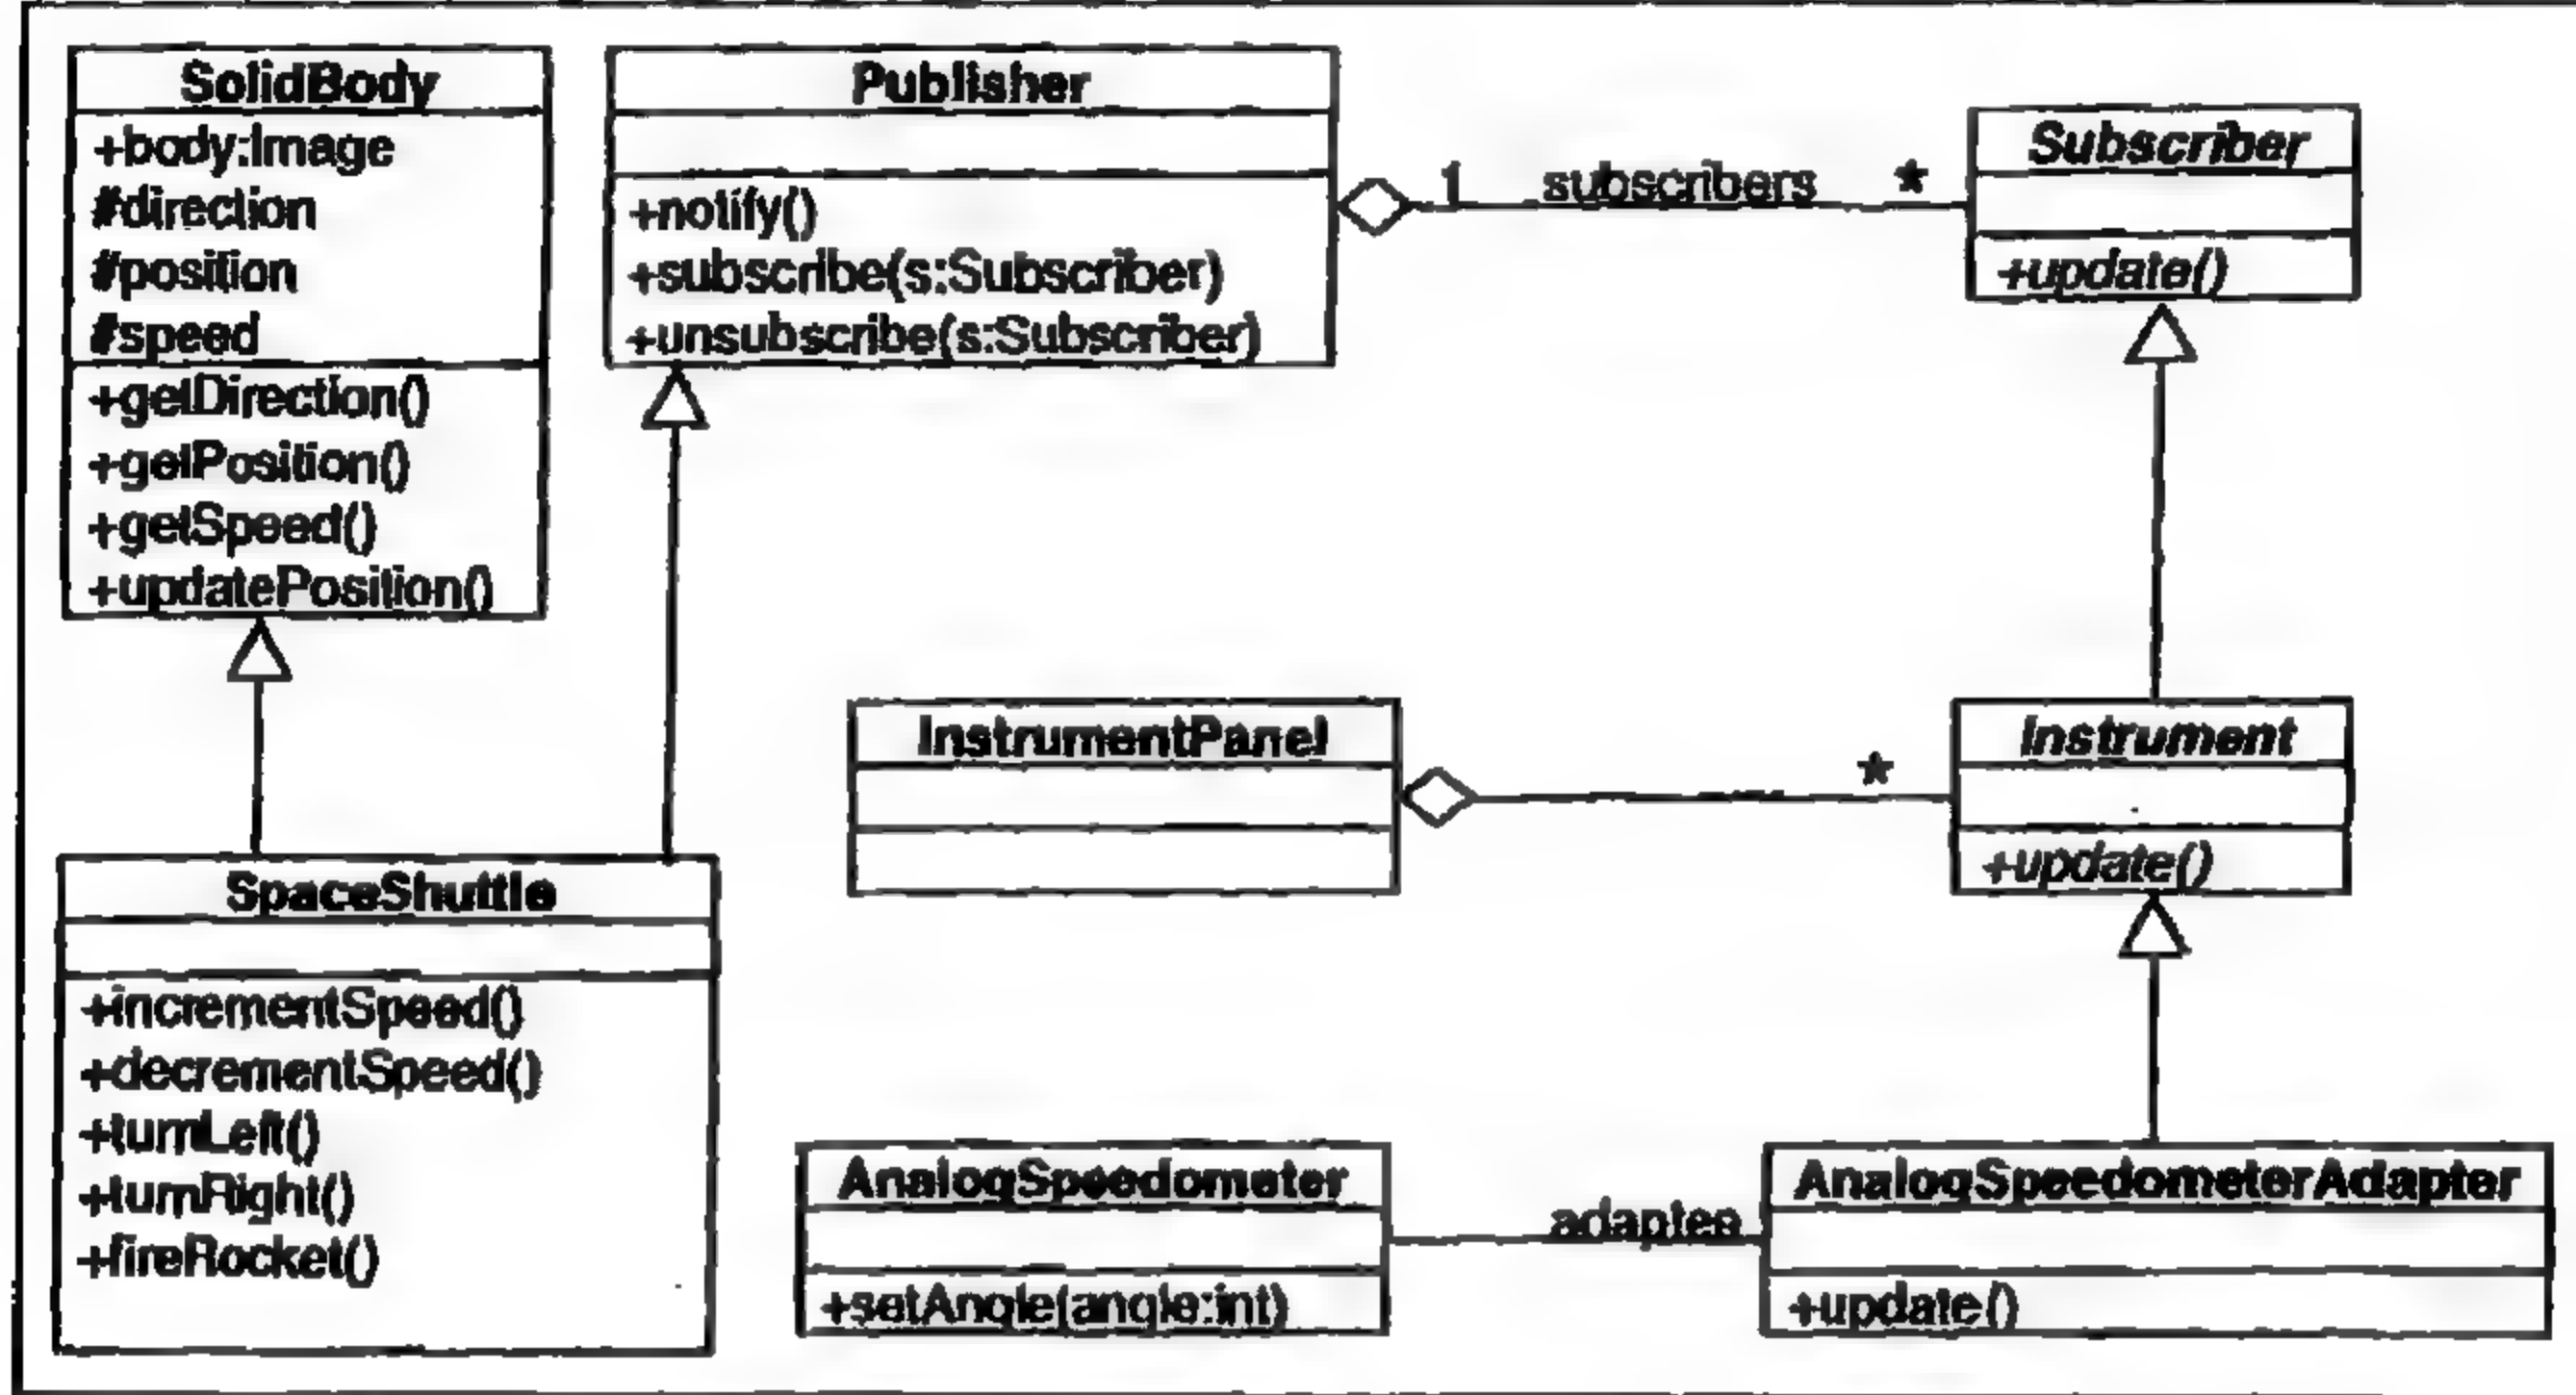 SolidBody
+body:Image
#direction
#position
#speed
+getDirection()
+getPosition()
+getSpeed()
+updatePosition()
Publisher
+notify()
+subscribe(s:Subscriber)
+unsubscribe(s:Subscriber)
1 subscribers *
Subscriber
+update()
InstrumentPanel
*
Instrument
+update()
SpaceShuttle
+incrementSpeed()
+decrementSpeed()
+turnLeft()
+turnRight()
+fireRocket()
AnalogSpeedometer
+setAngle(angle:int)
adaptee
AnalogSpeedometerAdapter
+update()